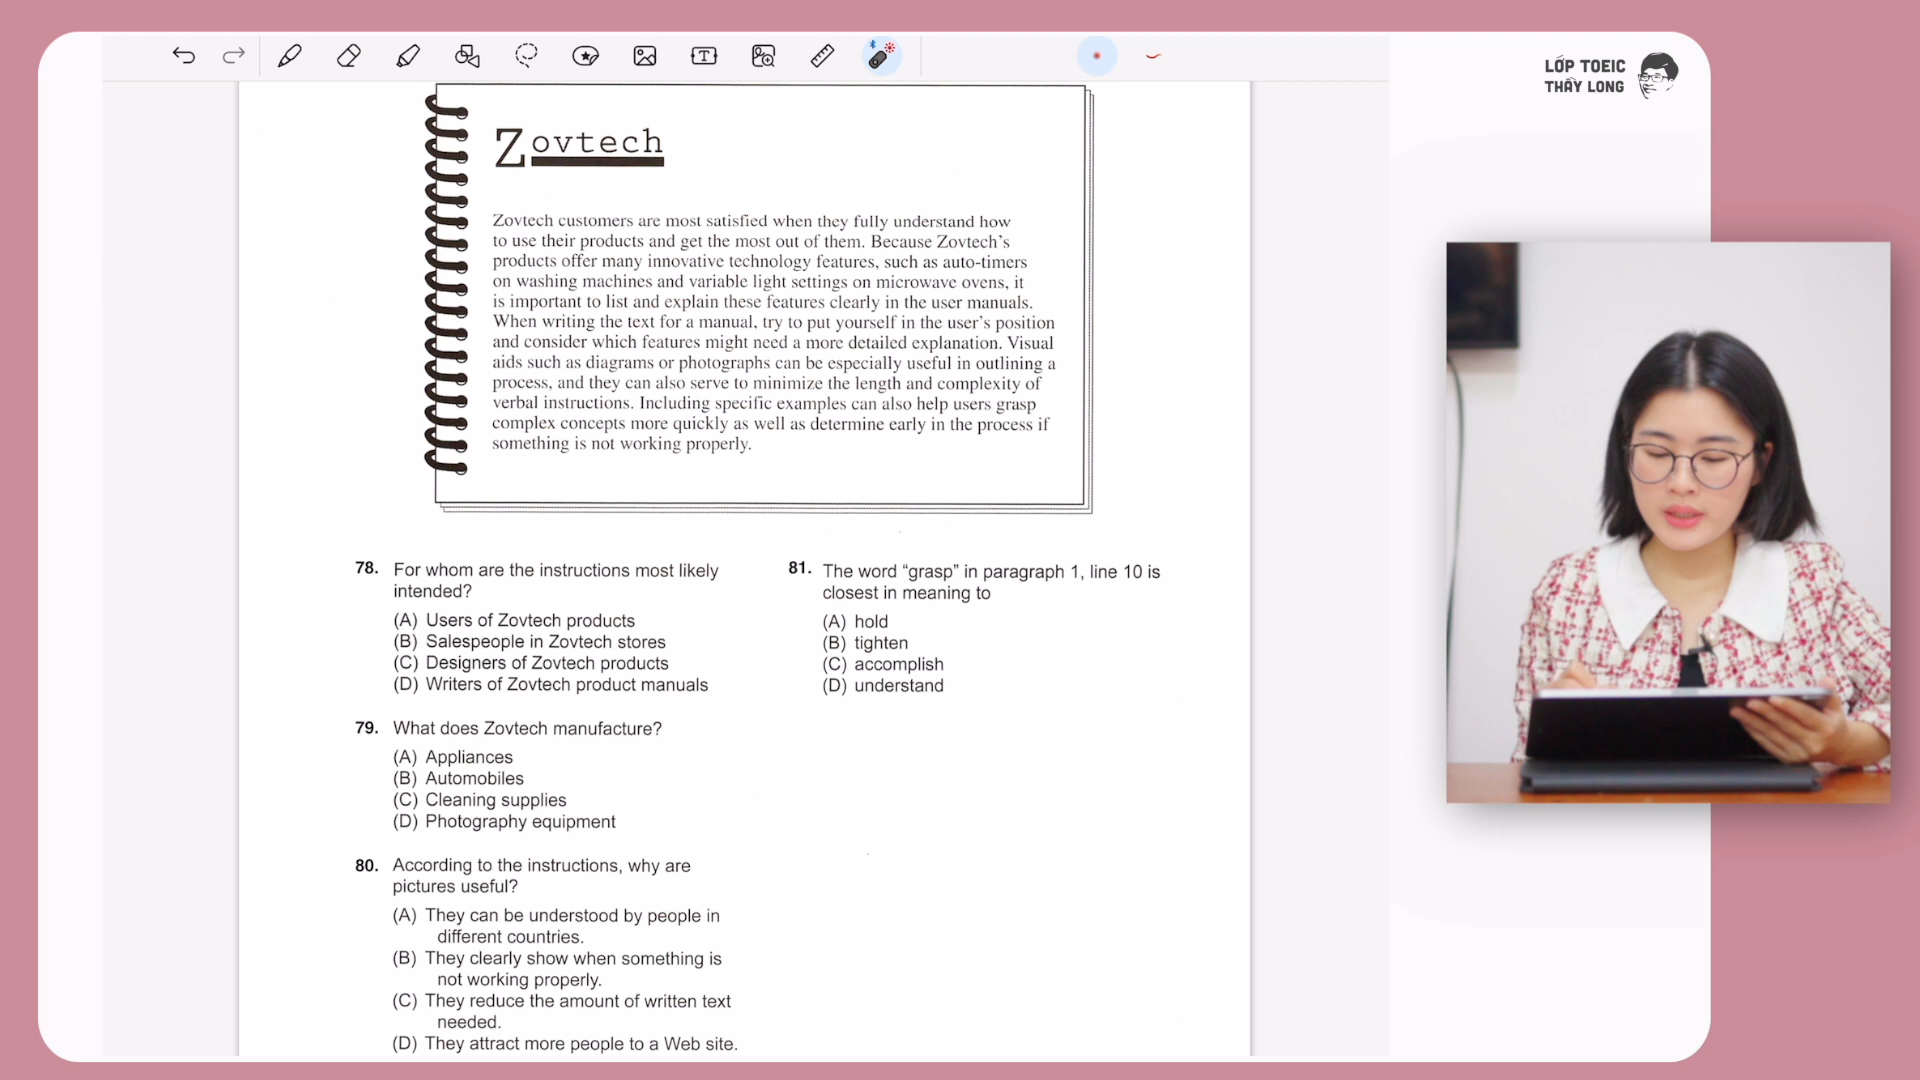 LỚP TOEIC
THẦY LONG
Zovtech
Zovtech customers are most satisfied when they fully understand how
to use their products and get the most out of them. Because Zovtech's
products offer many innovative technology features, such as auto-timers
on washing machines and variable light settings on microwave ovens, it
is important to list and explain these features clearly in the user manuals.
When writing the text for a manual, try to put yourself in the user's position
and consider which features might need a more detailed explanation. Visual
aids such as diagrams or photographs can be especially useful in outlining a
process, and they can also serve to minimize the length and complexity of
verbal instructions. Including specific examples can also help users grasp
complex concepts more quickly as well as determine early in the process if
something is not working properly.
78. For whom are the instructions most likely
intended?
(A) Users of Zovtech products
(B) Salespeople in Zovtech stores
(C) Designers of Zovtech products
(D) Writers of Zovtech product manuals
79. What does Zovtech manufacture?
(A) Appliances
(B) Automobiles
(C) Cleaning supplies
(D) Photography equipment
80. According to the instructions, why are
pictures useful?
(A) They can be understood by people in
different countries.
(B) They clearly show when something is
not working properly.
(C) They reduce the amount of written text
needed.
(D) They attract more people to a Web site.
81. The word “grasp” in paragraph 1, line 10 is
closest in meaning to
(A) hold
(B) tighten
(C) accomplish
(D) understand